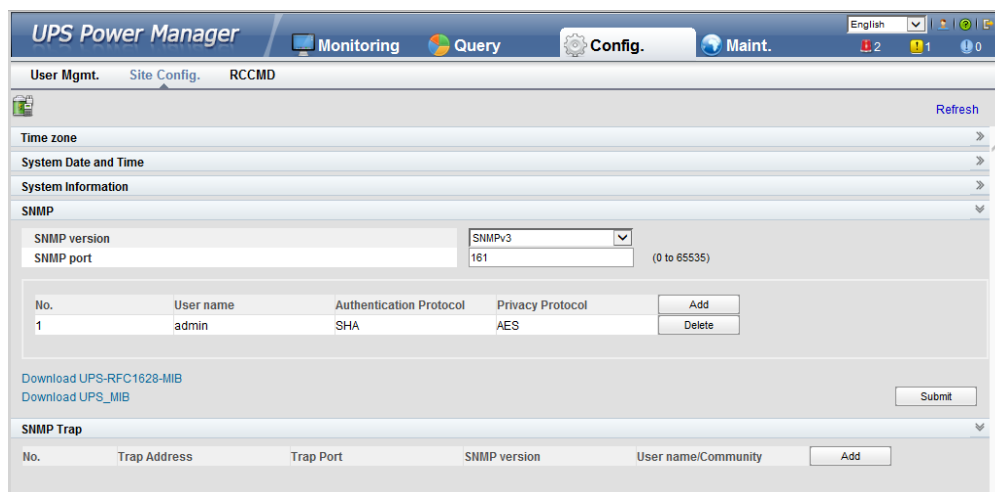 UPS Power Manager
Monitoring Query Config. Maint.
English
2 1 0
User Mgmt. Site Config. RCCMD
Refresh
Time zone
System Date and Time
System Information
SNMP
SNMP version SNMPv3
SNMP port 161 (0 to 65535)
No. User name Authentication Protocol Privacy Protocol Add
1 admin SHA AES Delete
Download UPS-RFC1628-MIB
Download UPS_MIB
Submit
SNMP Trap
No. Trap Address Trap Port SNMP version User name/Community Add